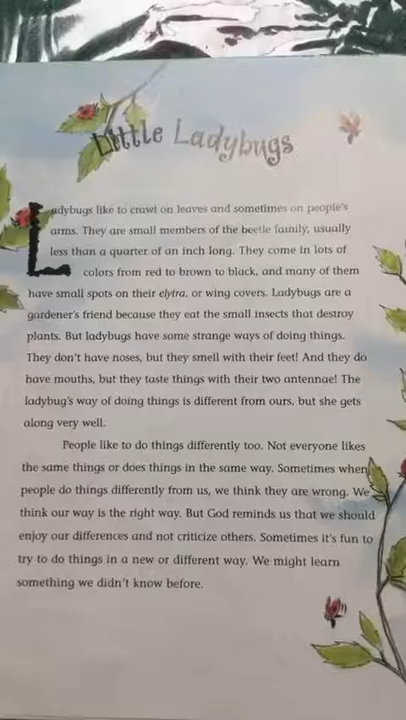 Little Ladybugs
Ladybugs like to crawl on leaves and sometimes on people's
arms. They are small members of the beetle family, usually
less than a quarter of an inch long. They come in lots of
colors from red to brown to black, and many of them
have small spots on their elytra, or wing covers. Ladybugs are a
gardener's friend because they eat the small insects that destroy
plants. But ladybugs have some strange ways of doing things.
They don't have noses, but they smell with their feet! And they do
have mouths, but they taste things with their two antennae! The
ladybug's way of doing things is different from ours, but she gets
along very well.
People like to do things differently too. Not everyone likes
the same things or does things in the same way. Sometimes when
people do things differently from us, we think they are wrong. We
think our way is the right way. But God reminds us that we should
enjoy our differences and not criticize others. Sometimes it's fun to
try to do things in a new or different way. We might learn
something we didn't know before.